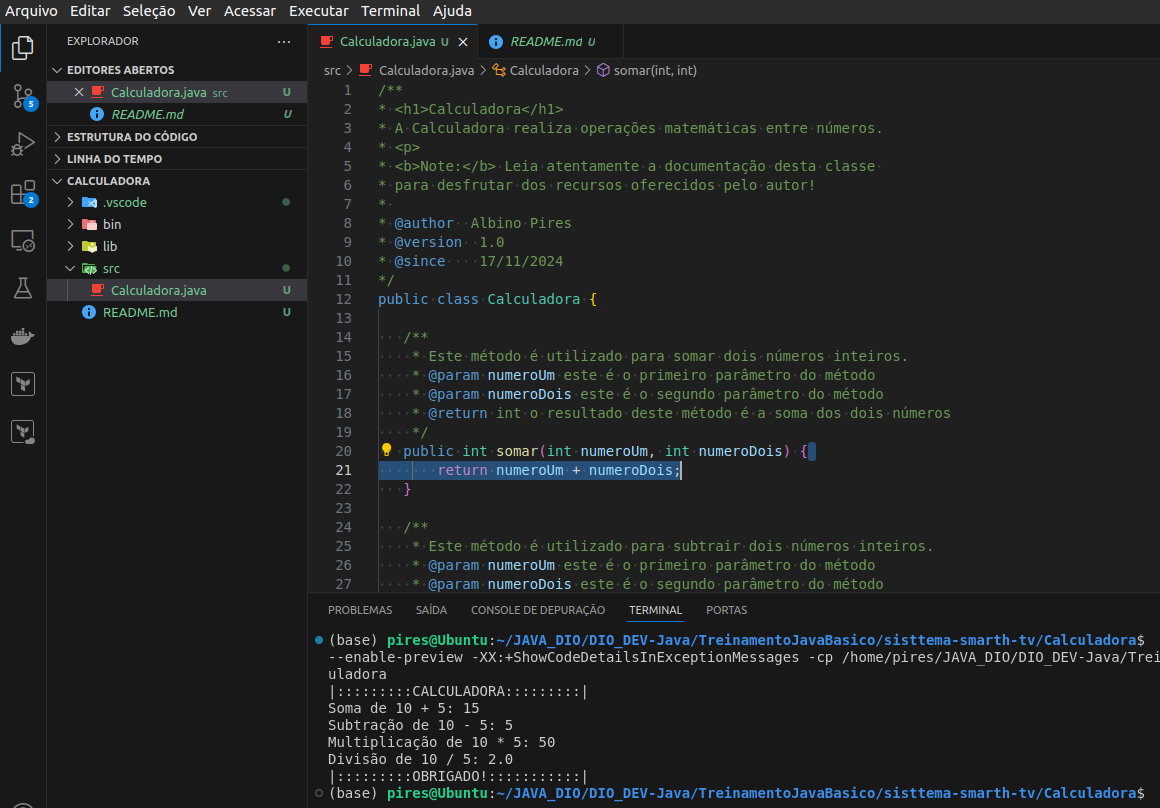 Arquivo Editar Seleção Ver Acessar Executar Terminal Ajuda
EXPLORADOR ...
EDITORES ABERTOS
Calculadora.java src U
README.md U
ESTRUTURA DO CÓDIGO
LINHA DO TEMPO
CALCULADORA
.vscode
bin
lib
src
Calculadora.java U
README.md U
5
2
Calculadora.java U README.md U
src > Calculadora.java > Calculadora > somar(int, int)
1 /**
2 * <h1>Calculadora</h1>
3 * A Calculadora realiza operações matemáticas entre números.
4 * <p>
5 * <b>Note:</b> Leia atentamente a documentação desta classe
6 * para desfrutar dos recursos oferecidos pelo autor!
7 *
8 * @author  Albino Pires
9 * @version  1.0
10 * @since    17/11/2024
11 */
12 public class Calculadora {
13
14    /**
15     * Este método é utilizado para somar dois números inteiros.
16     * @param numeroUm este é o primeiro parâmetro do método
17     * @param numeroDois este é o segundo parâmetro do método
18     * @return int o resultado deste método é a soma dos dois números
19     */
20    public int somar(int numeroUm, int numeroDois) {
21        return numeroUm + numeroDois;
22    }
23
24    /**
25     * Este método é utilizado para subtrair dois números inteiros.
26     * @param numeroUm este é o primeiro parâmetro do método
27     * @param numeroDois este é o segundo parâmetro do método
PROBLEMAS SAÍDA CONSOLE DE DEPURAÇÃO TERMINAL PORTAS
(base) pires@Ubuntu:~/JAVA_DIO/DIO_DEV-Java/TreinamentoJavaBasico/sisttema-smarth-tv/Calculadora$
--enable-preview -XX:+ShowCodeDetailsInExceptionMessages -cp /home/pires/JAVA_DIO/DIO_DEV-Java/Trei
uladora
|:::::::::CALCULADORA:::::::::|
Soma de 10 + 5: 15
Subtração de 10 - 5: 5
Multiplicação de 10 * 5: 50
Divisão de 10 / 5: 2.0
|:::::::::OBRIGADO!:::::::::::|
(base) pires@Ubuntu:~/JAVA_DIO/DIO_DEV-Java/TreinamentoJavaBasico/sisttema-smarth-tv/Calculadora$